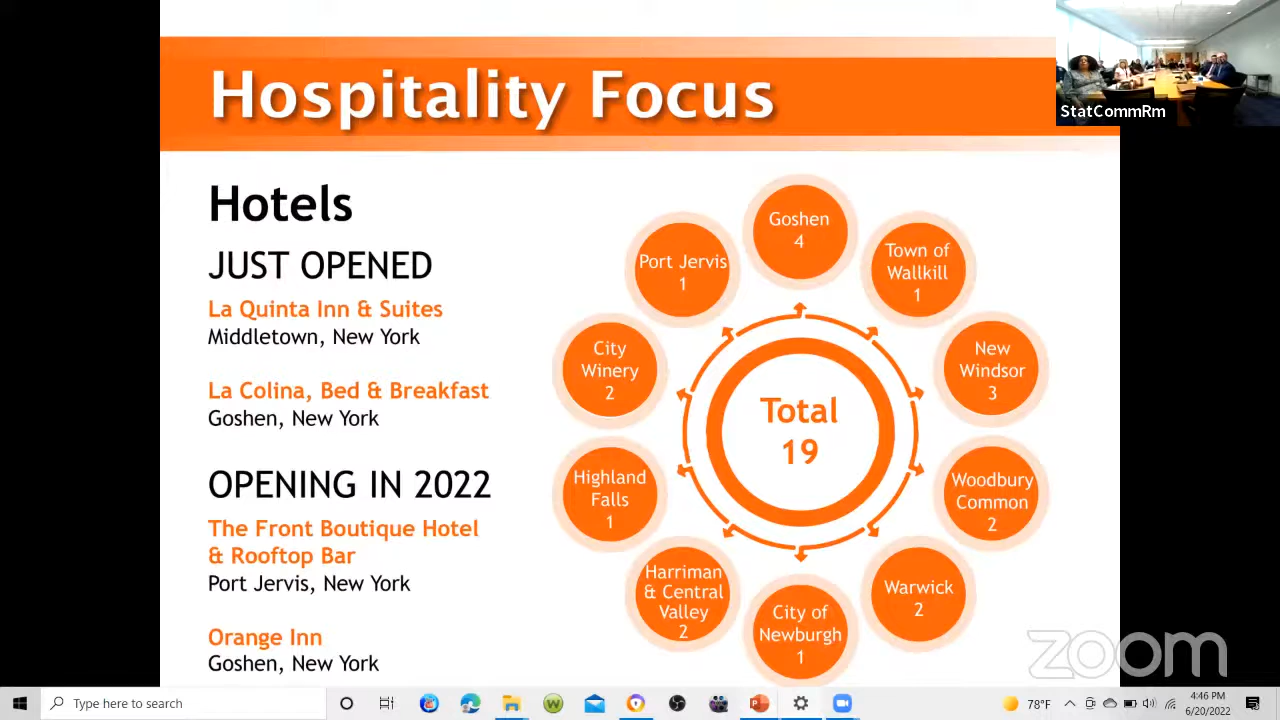 Hospitality Focus
StatCommRm
Hotels
JUST OPENED
La Quinta Inn & Suites
Middletown, New York
La Colina, Bed & Breakfast
Goshen, New York
OPENING IN 2022
The Front Boutique Hotel
& Rooftop Bar
Port Jervis, New York
Orange Inn
Goshen, New York
Goshen
4
Town of
Wallkill
1
New
Windsor
3
Woodbury
Common
2
Warwick
2
City of
Newburgh
1
Harriman
& Central
Valley
2
Highland
Falls
1
City
Winery
2
Port Jervis
1
Total
19
zoom
Type here to search
78°F
4:46 PM
6/20/2022